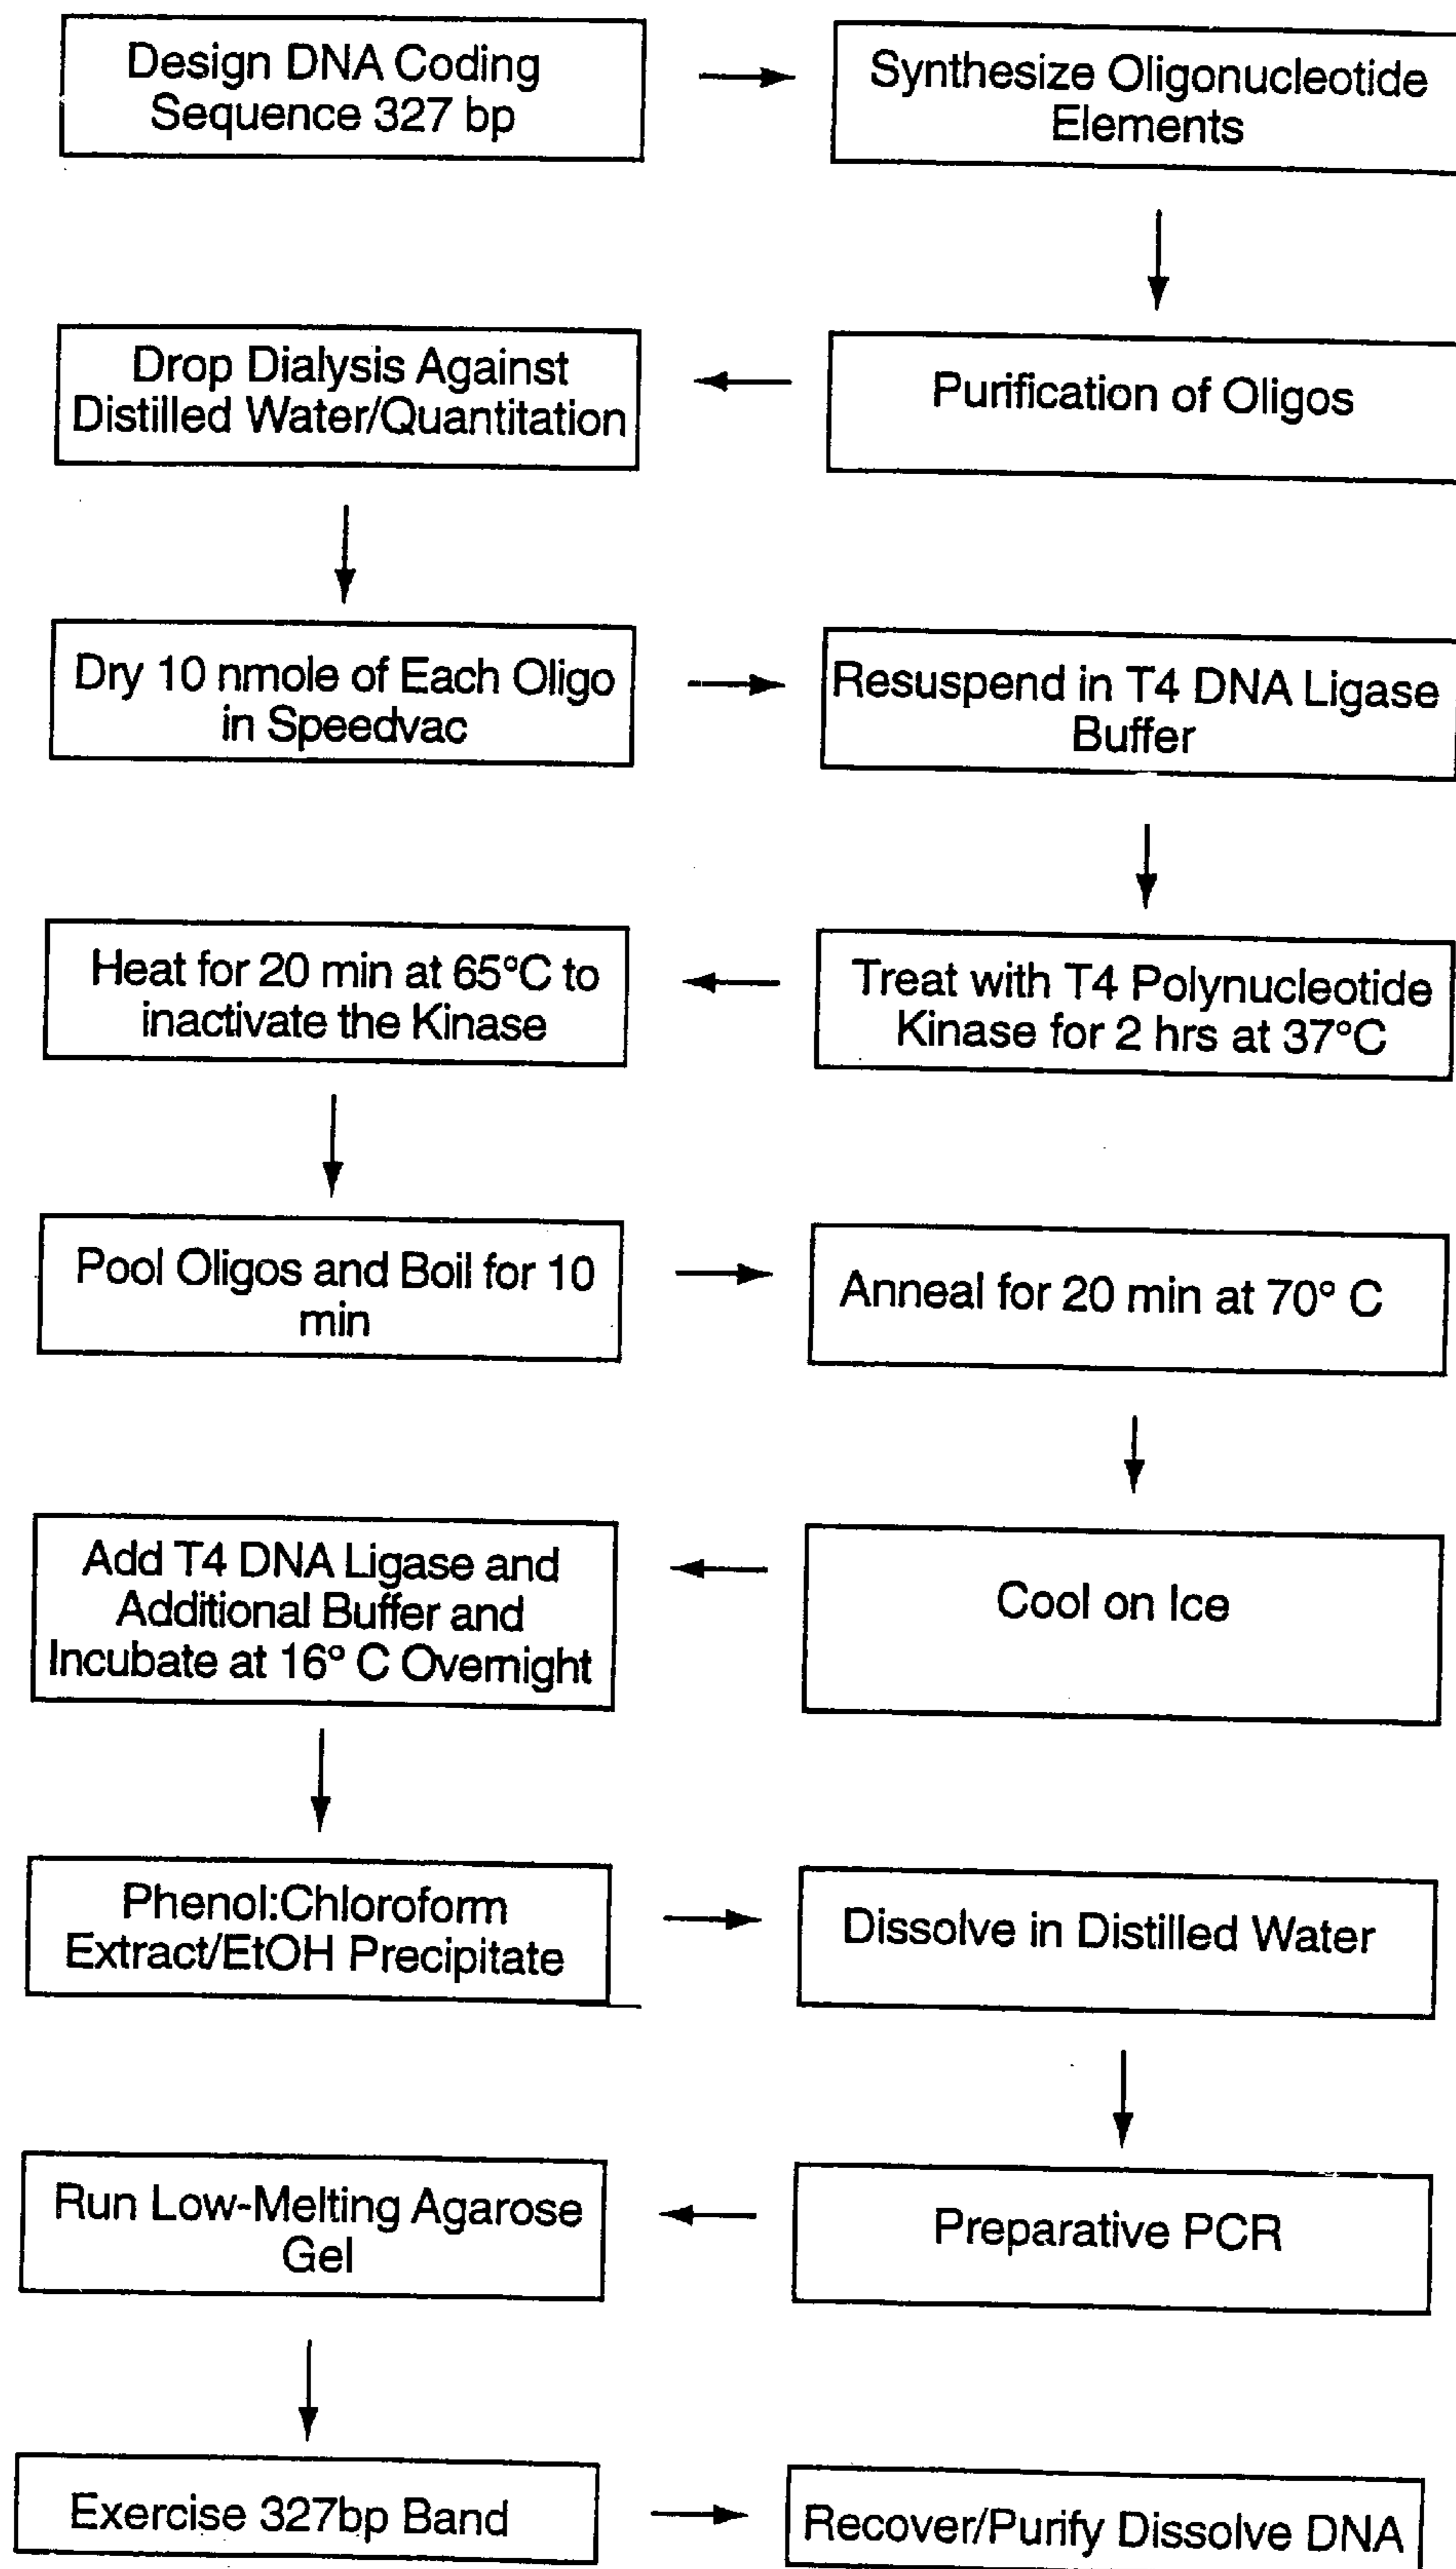 Design DNA Coding
Sequence 327 bp
Synthesize Oligonucleotide
Elements
Purification of Oligos
Drop Dialysis Against
Distilled Water/Quantitation
Dry 10 nmole of Each Oligo
in Speedvac
Resuspend in T4 DNA Ligase
Buffer
Treat with T4 Polynucleotide
Kinase for 2 hrs at 37°C
Heat for 20 min at 65°C to
inactivate the Kinase
Pool Oligos and Boil for 10
min
Anneal for 20 min at 70° C
Cool on Ice
Add T4 DNA Ligase and
Additional Buffer and
Incubate at 16° C Overnight
Phenol:Chloroform
Extract/EtOH Precipitate
Dissolve in Distilled Water
Preparative PCR
Run Low-Melting Agarose
Gel
Exercise 327bp Band
Recover/Purify Dissolve DNA